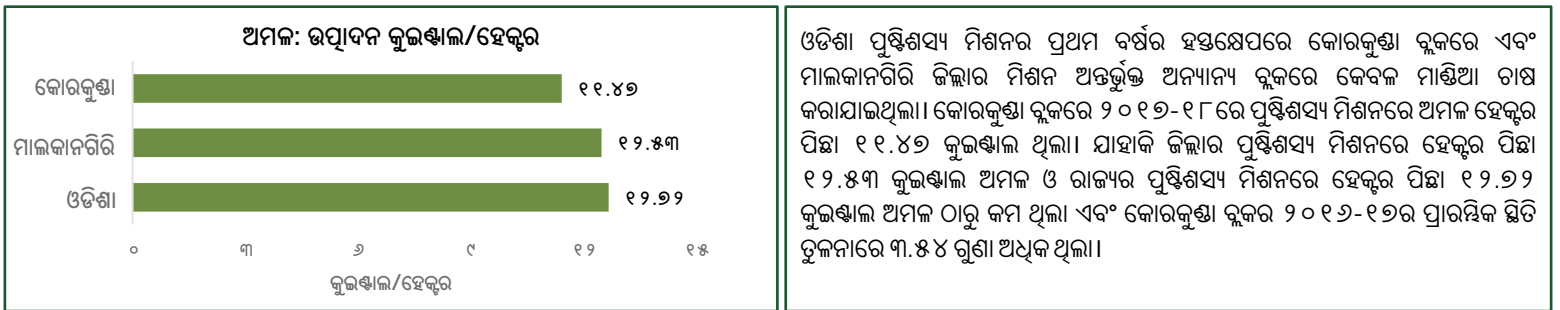 ଅମଳ: ଉତ୍ପାଦନ କୁଇଣ୍ଟାଲ/ହେକ୍ଟର
କୋରକୁଣ୍ଡା
୧୧.୪୭
ମାଲକାନଗିରି
୧୨.୫୩
ଓଡିଶା
୧୨.୭୨
୦ ୩ ୬ ୯ ୧୨ ୧୫
କୁଇଣ୍ଟାଲ/ହେକ୍ଟର
ଓଡିଶା ପୁଷ୍ଟିଶସ୍ୟ ମିଶନର ପ୍ରଥମ ବର୍ଷର ହସ୍ତକ୍ଷେପରେ କୋରକୁଣ୍ଡା ବ୍ଲକରେ ଏବଂ
ମାଲକାନଗିରି ଜିଲ୍ଲାର ମିଶନ ଅନ୍ତର୍ଭୁକ୍ତ ଅନ୍ୟାନ୍ୟ ବ୍ଲକରେ କେବଳ ମାଣ୍ଡିଆ ଚାଷ
କରାଯାଇଥିଲା। କୋରକୁଣ୍ଡା ବ୍ଲକରେ ୨୦୧୭-୧୮ରେ ପୁଷ୍ଟିଶସ୍ୟ ମିଶନରେ ଅମଳ ହେକ୍ଟର
ପିଛା ୧୧.୪୭ କୁଇଣ୍ଟାଲ ଥିଲା। ଯାହାକି ଜିଲ୍ଲାର ପୁଷ୍ଟିଶସ୍ୟ ମିଶନରେ ହେକ୍ଟର ପିଛା
୧୨.୫୩ କୁଇଣ୍ଟାଲ ଅମଳ ଓ ରାଜ୍ୟର ପୁଷ୍ଟିଶସ୍ୟ ମିଶନରେ ହେକ୍ଟର ପିଛା ୧୨.୭୨
କୁଇଣ୍ଟାଲ ଅମଳ ଠାରୁ କମ ଥିଲା ଏବଂ କୋରକୁଣ୍ଡା ବ୍ଲକର ୨୦୧୬-୧୭ର ପ୍ରାରମ୍ଭିକ ସ୍ଥିତି
ତୁଳନାରେ ୩.୫୪ ଗୁଣା ଅଧିକ ଥିଲା।